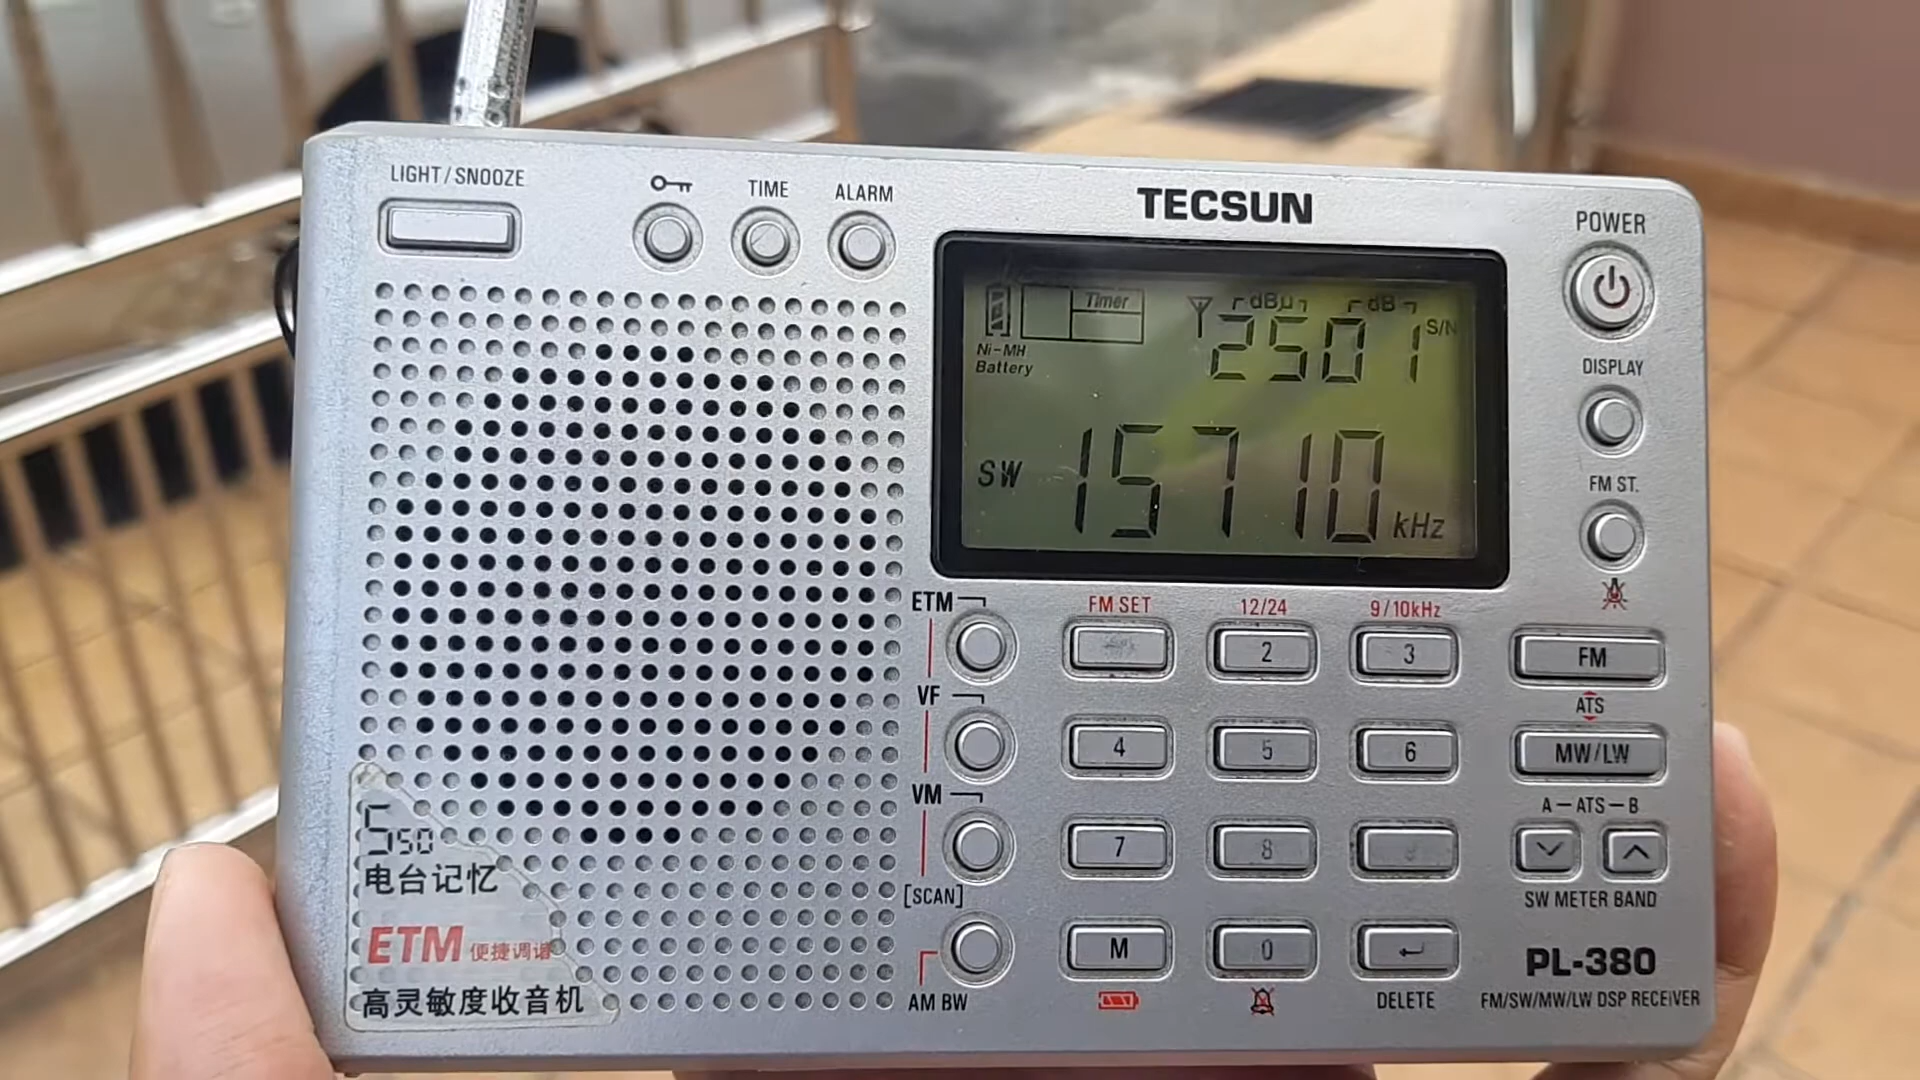 LIGHT/SNOOZE
TIME
ALARM
TECSUN
POWER
Timer
dBµ
dB
2501
S/N
Ni-MH
Battery
SW 15710 kHz
DISPLAY
FM ST.
ETM
FM SET
12/24
9/10kHz
2
3
FM
VF
ATS
4
5
6
MW/LW
VM
A-ATS-B
7
8
[SCAN]
SW METER BAND
M
0
AM BW
DELETE
PL-380
FM/SW/MW/LW DSP RECEIVER
550
电台记忆
ETM 便捷调谐
高灵敏度收音机